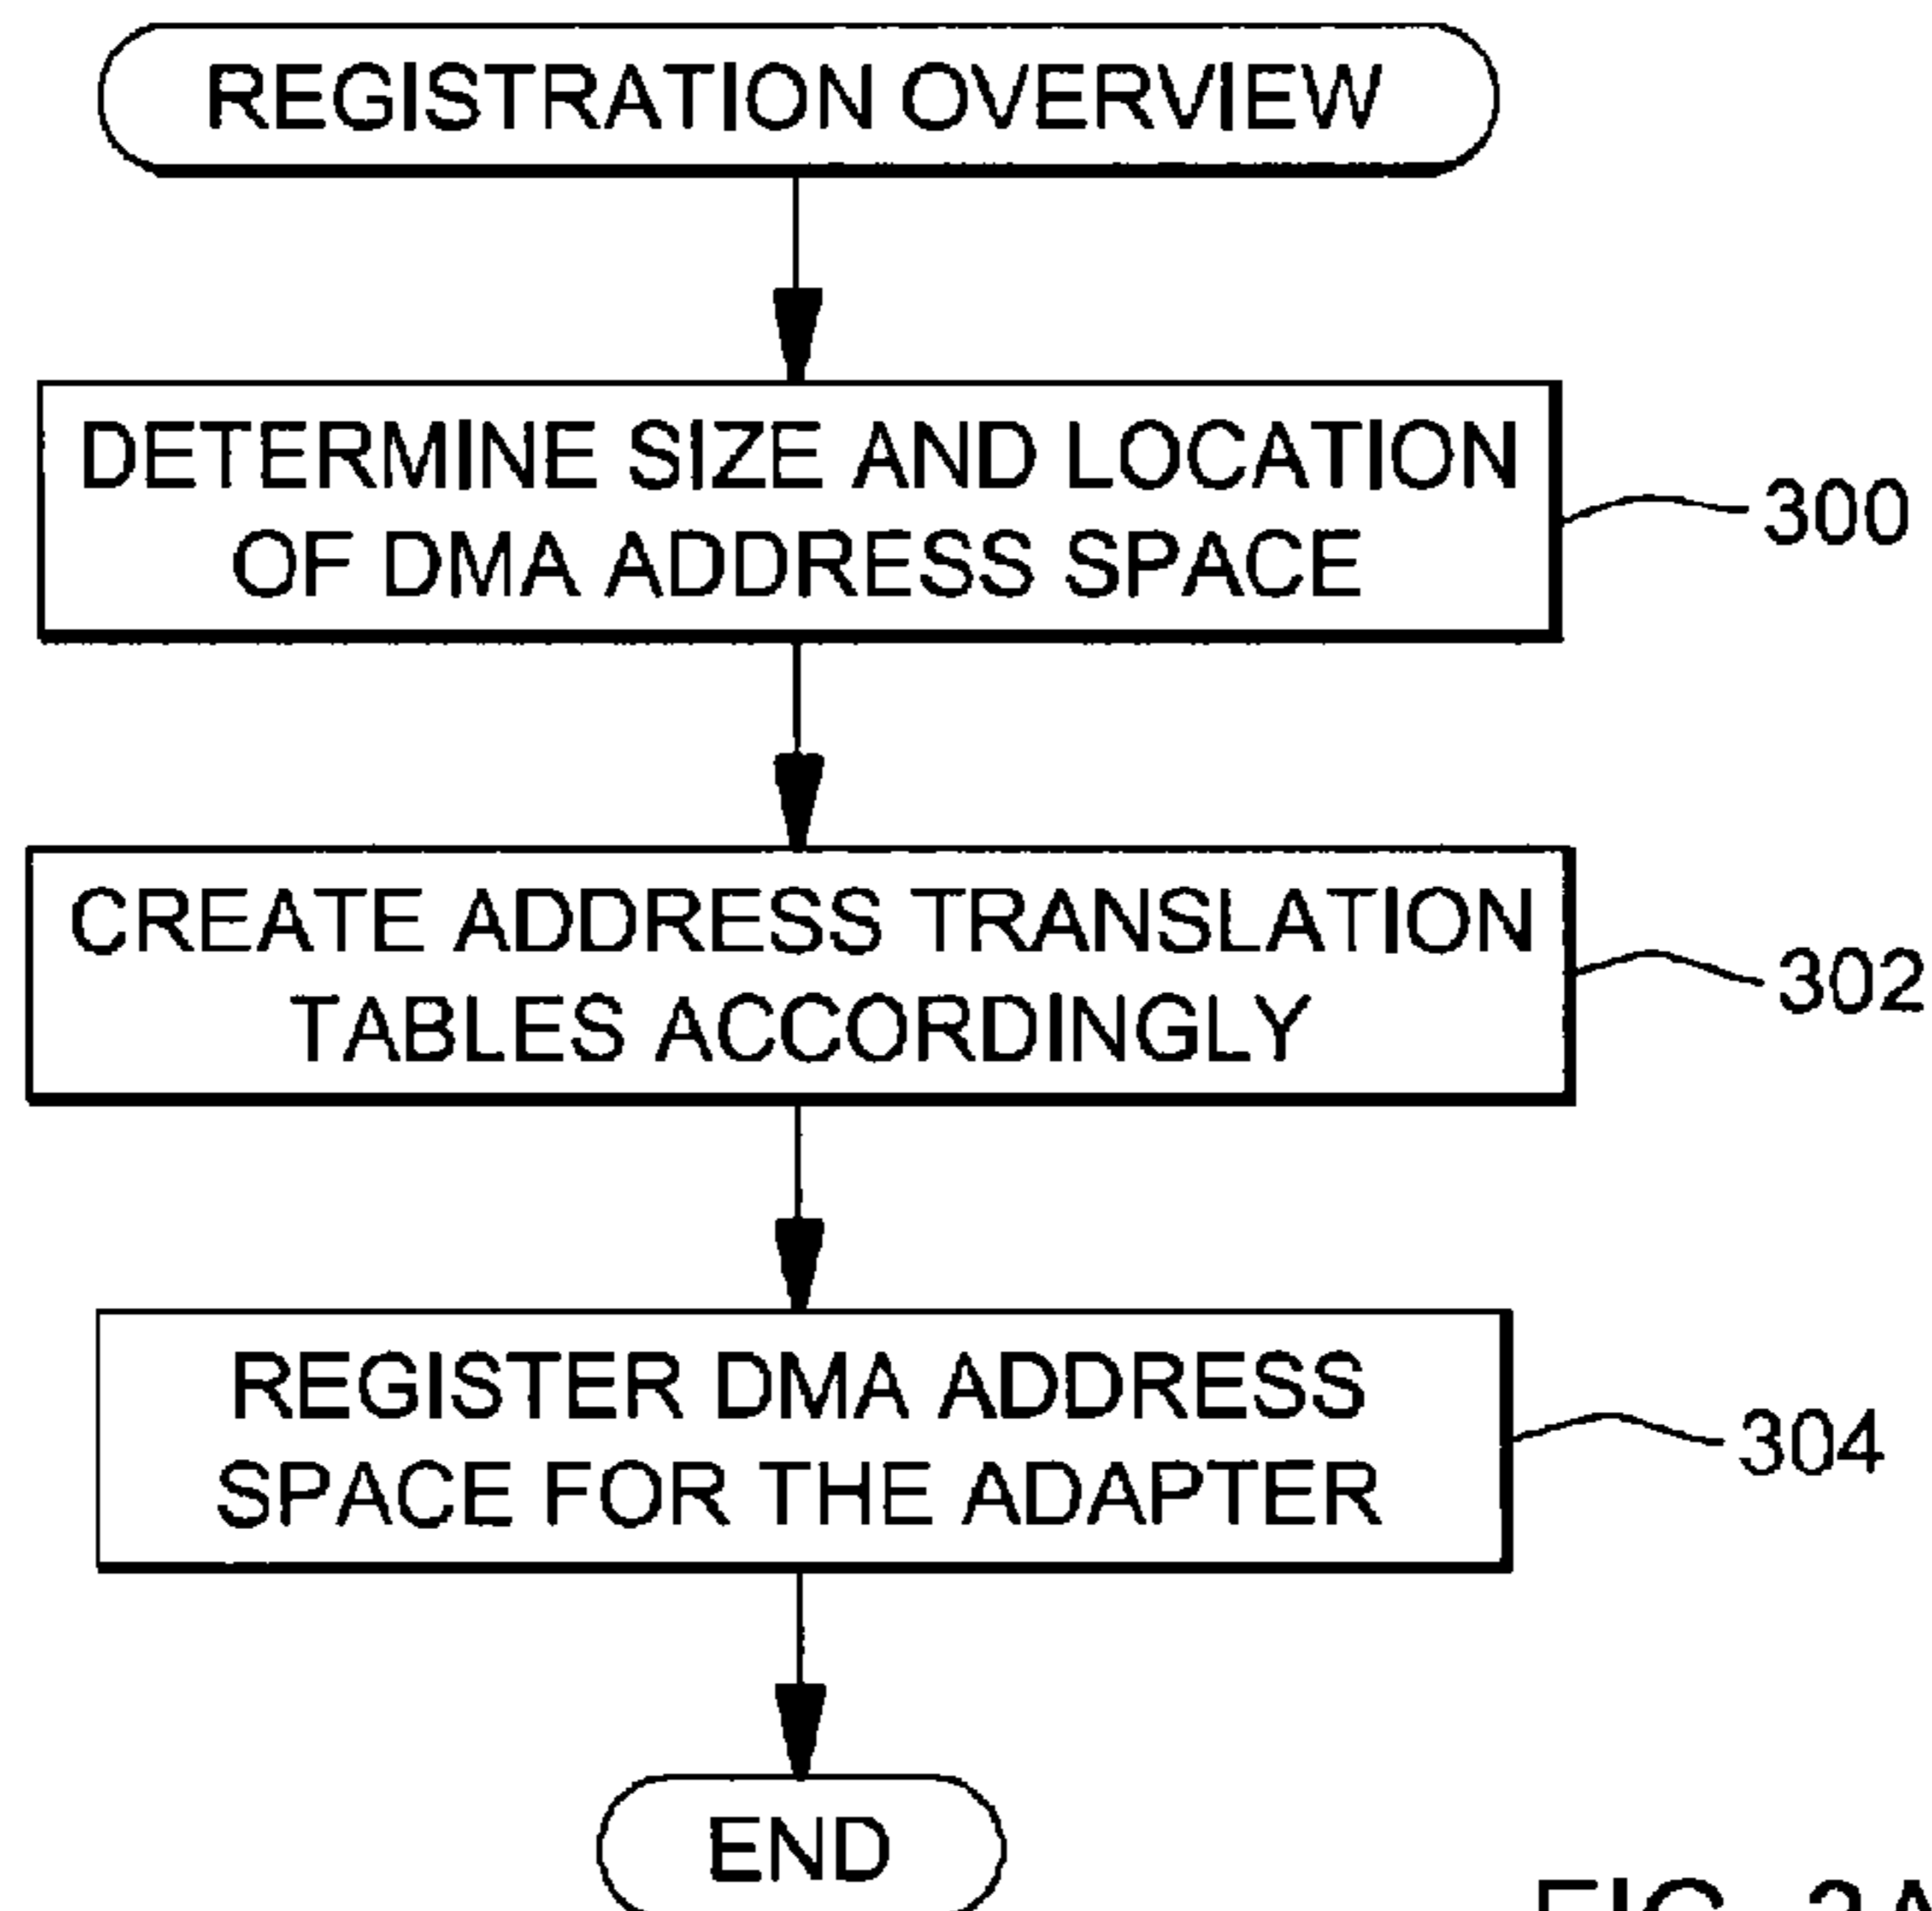 REGISTRATION OVERVIEW
DETERMINE SIZE AND LOCATION
OF DMA ADDRESS SPACE
300
CREATE ADDRESS TRANSLATION
TABLES ACCORDINGLY
302
REGISTER DMA ADDRESS
SPACE FOR THE ADAPTER
304
END